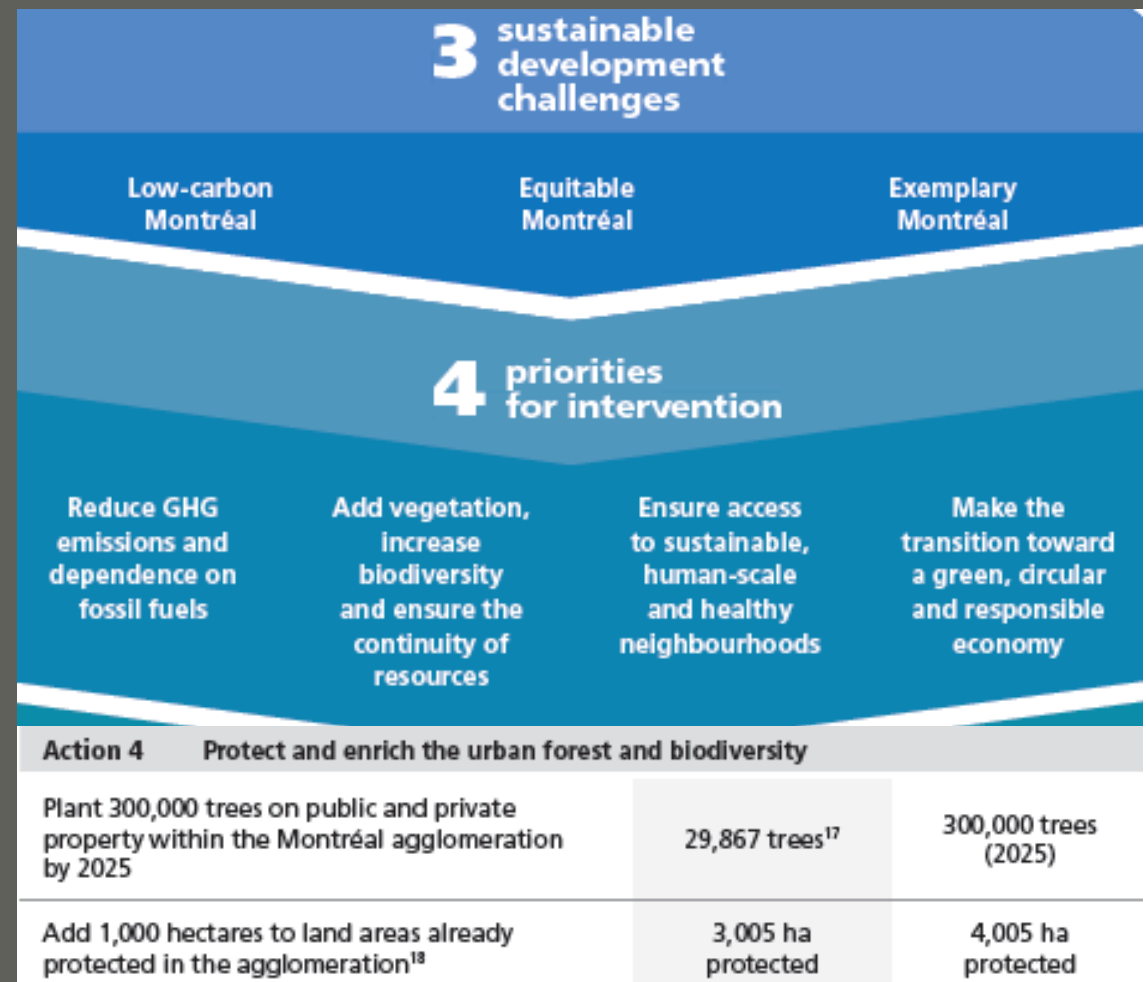 3 sustainable
development
challenges
Low-carbon
Montréal
Equitable
Montréal
Exemplary
Montréal
4 priorities
for intervention
Reduce GHG
emissions and
dependence on
fossil fuels
Add vegetation,
increase
biodiversity
and ensure the
continuity of
resources
Ensure access
to sustainable,
human-scale
and healthy
neighbourhoods
Make the
transition toward
a green, circular
and responsible
economy
Action 4 Protect and enrich the urban forest and biodiversity
Plant 300,000 trees on public and private
property within the Montréal agglomeration
by 2025
29,867 trees¹⁷
300,000 trees
(2025)
Add 1,000 hectares to land areas already
protected in the agglomeration¹⁸
3,005 ha
protected
4,005 ha
protected